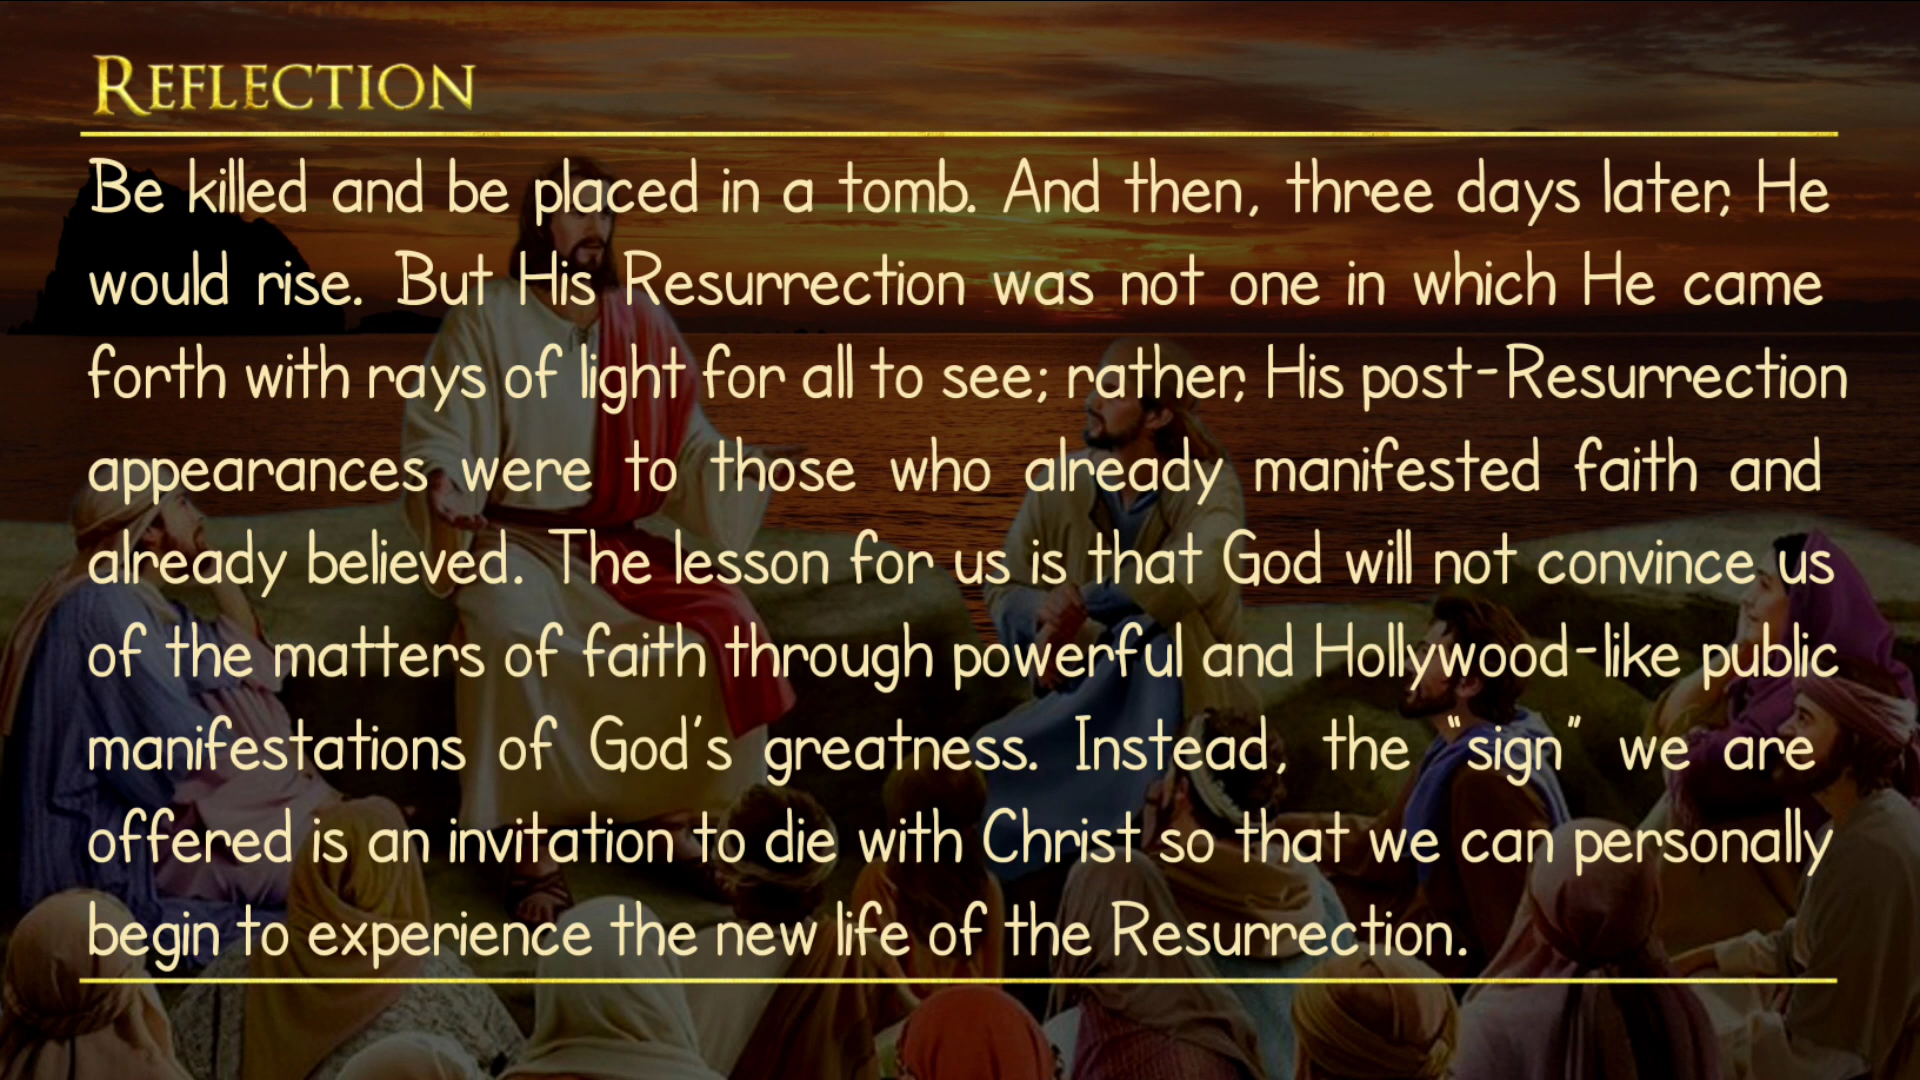 REFLECTION
Be killed and be placed in a tomb. And then, three days later, He
would rise. But His Resurrection was not one in which He came
forth with rays of light for all to see; rather, His post-Resurrection
appearances were to those who already manifested faith and
already believed. The lesson for us is that God will not convince us
of the matters of faith through powerful and Hollywood-like public
manifestations of God's greatness. Instead, the “sign” we are
offered is an invitation to die with Christ so that we can personally
begin to experience the new life of the Resurrection.